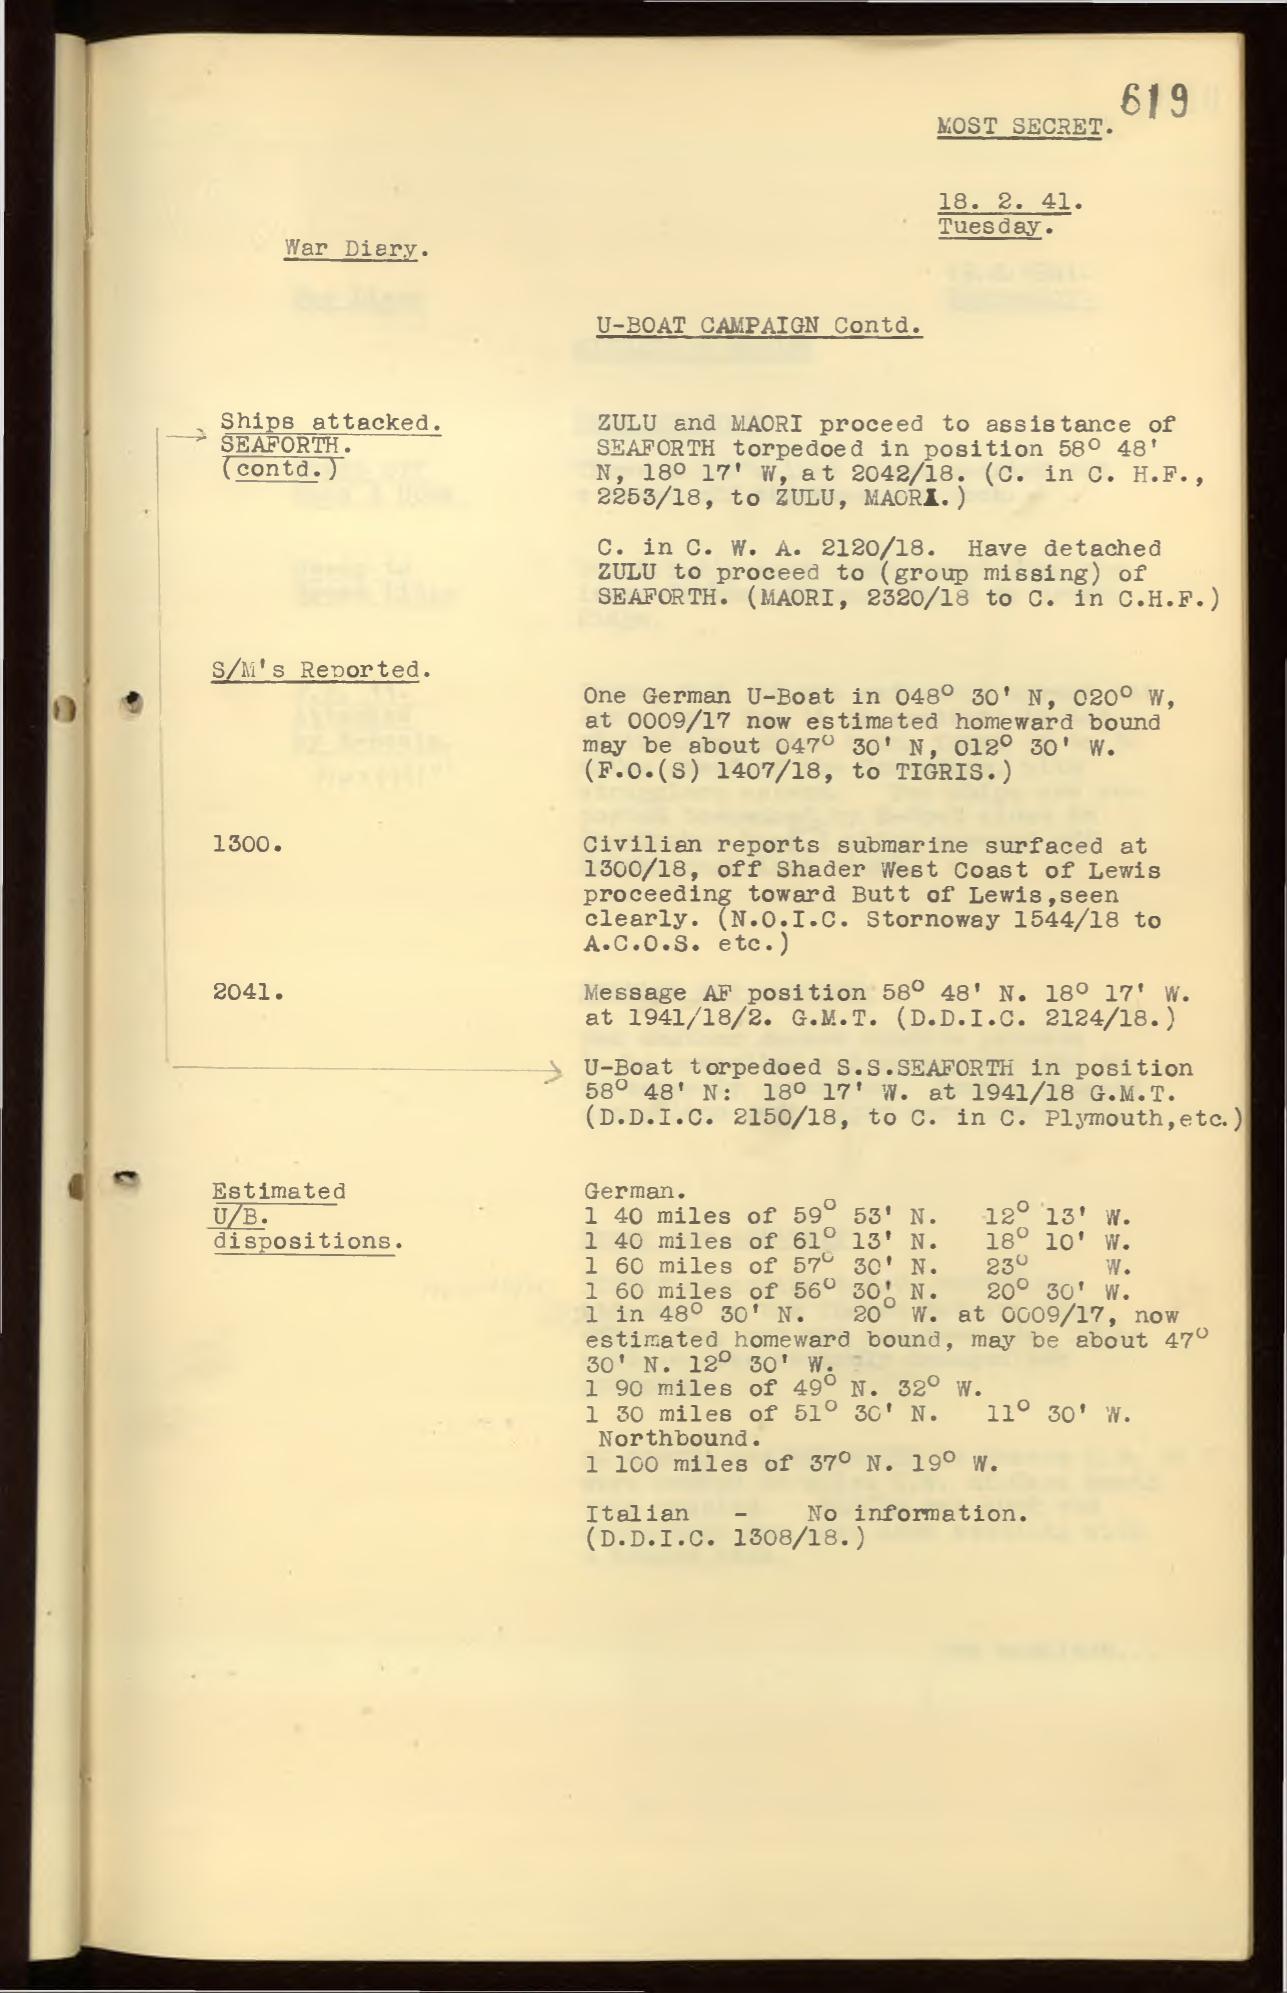 619
MOST SECRET.
18. 2. 41.
Tuesday.
War Diary.
U-BOAT CAMPAIGN Contd.
Ships attacked.
SEAFORTH.
(contd.)
ZULU and MAORI proceed to assistance of
SEAFORTH torpedoed in position 58° 48'
N, 18° 17' W, at 2042/18. (C. in C. H.F.,
2253/18, to ZULU, MAORI.)
C. in C. W. A. 2120/18. Have detached
ZULU to proceed to (group missing) of
SEAFORTH. (MAORI, 2320/18 to C. in C.H.F.)
S/M's Reported.
One German U-Boat in 048° 30' N, 020° W,
at 0009/17 now estimated homeward bound
may be about 047° 30' N, 012° 30' W.
(F.O.(S) 1407/18, to TIGRIS.)
1300.
Civilian reports submarine surfaced at
1300/18, off Shader West Coast of Lewis
proceeding toward Butt of Lewis,seen
clearly. (N.O.I.C. Stornoway 1544/18 to
A.C.O.S. etc.)
2041.
Message AF position 58° 48' N. 18° 17' W.
at 1941/18/2. G.M.T. (D.D.I.C. 2124/18.)
U-Boat torpedoed S.S.SEAFORTH in position
58° 48' N: 18° 17' W. at 1941/18 G.M.T.
(D.D.I.C. 2150/18, to C. in C. Plymouth,etc.)
Estimated
U/B.
dispositions.
German.
1 40 miles of 59° 53' N. 12° 13' W.
1 40 miles of 61° 13' N. 18° 10' W.
1 60 miles of 57° 30' N. 23° W.
1 60 miles of 56° 30' N. 20° 30' W.
1 in 48° 30' N. 20° W. at 0009/17, now
estimated homeward bound, may be about 47°
30' N. 12° 30' W.
1 90 miles of 49° N. 32° W.
1 30 miles of 51° 30' N. 11° 30' W.
Northbound.
1 100 miles of 37° N. 19° W.
Italian - No information.
(D.D.I.C. 1308/18.)